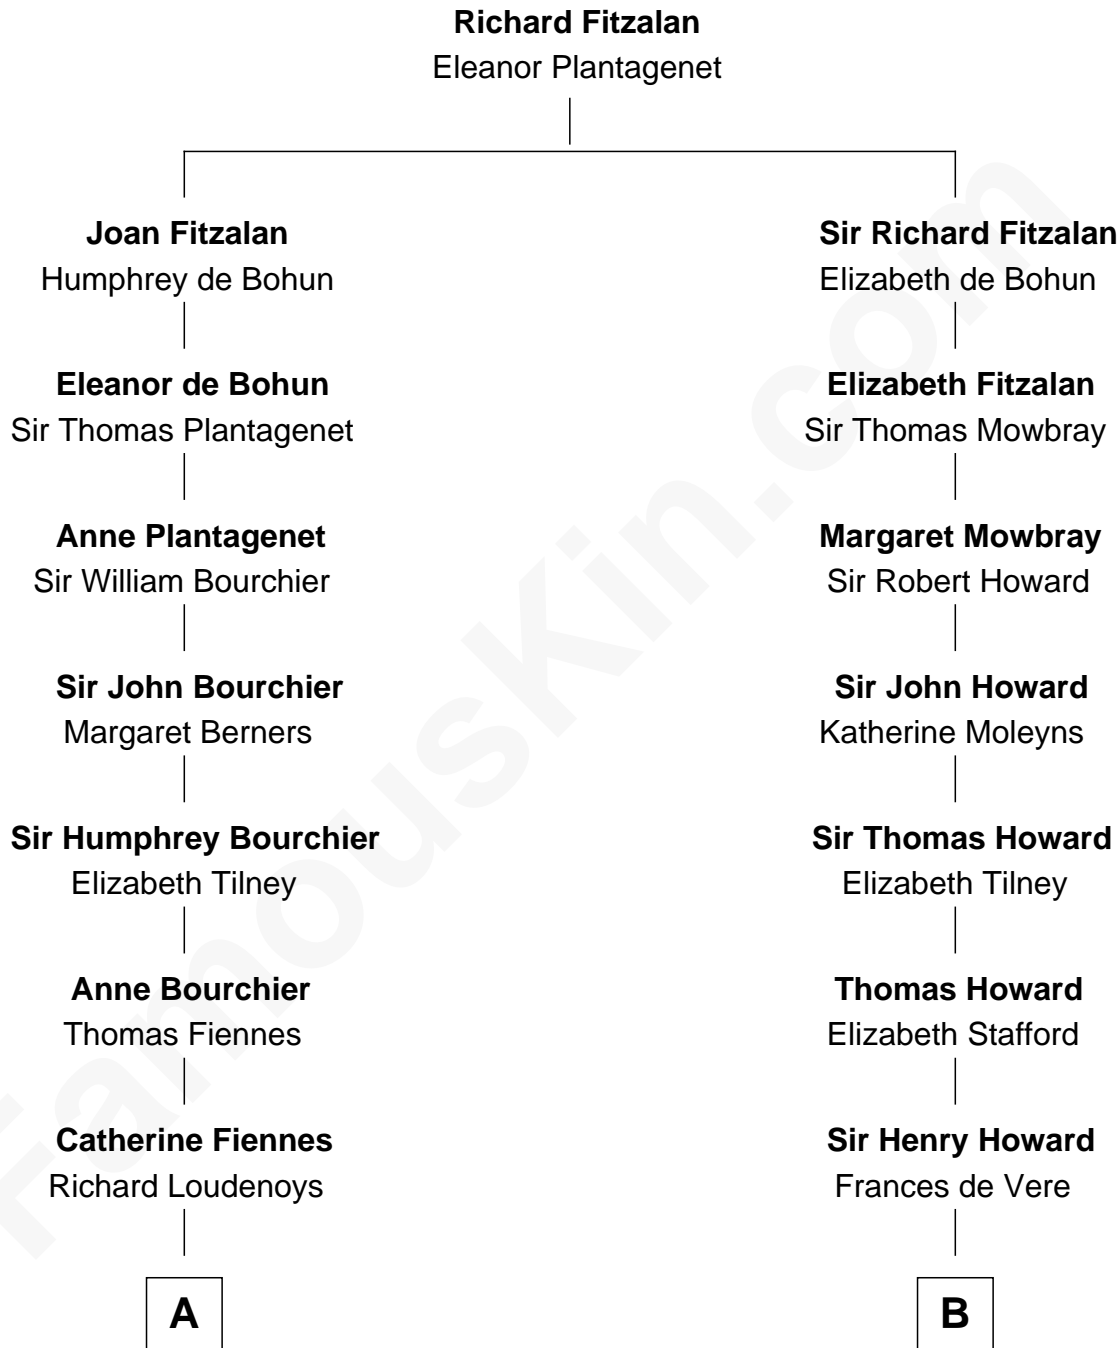 Richard Fitzalan
Eleanor Plantagenet
Joan Fitzalan
Humphrey de Bohun
Sir Richard Fitzalan
Elizabeth de Bohun
Eleanor de Bohun
Sir Thomas Plantagenet
Elizabeth Fitzalan
Sir Thomas Mowbray
Anne Plantagenet
Sir William Bourchier
Margaret Mowbray
Sir Robert Howard
Sir John Bourchier
Margaret Berners
Sir John Howard
Katherine Moleyns
Sir Humphrey Bourchier
Elizabeth Tilney
Sir Thomas Howard
Elizabeth Tilney
Anne Bourchier
Thomas Fiennes
Thomas Howard
Elizabeth Stafford
Catherine Fiennes
Richard Loudenoys
Sir Henry Howard
Frances de Vere
A
B
FamousKin.com